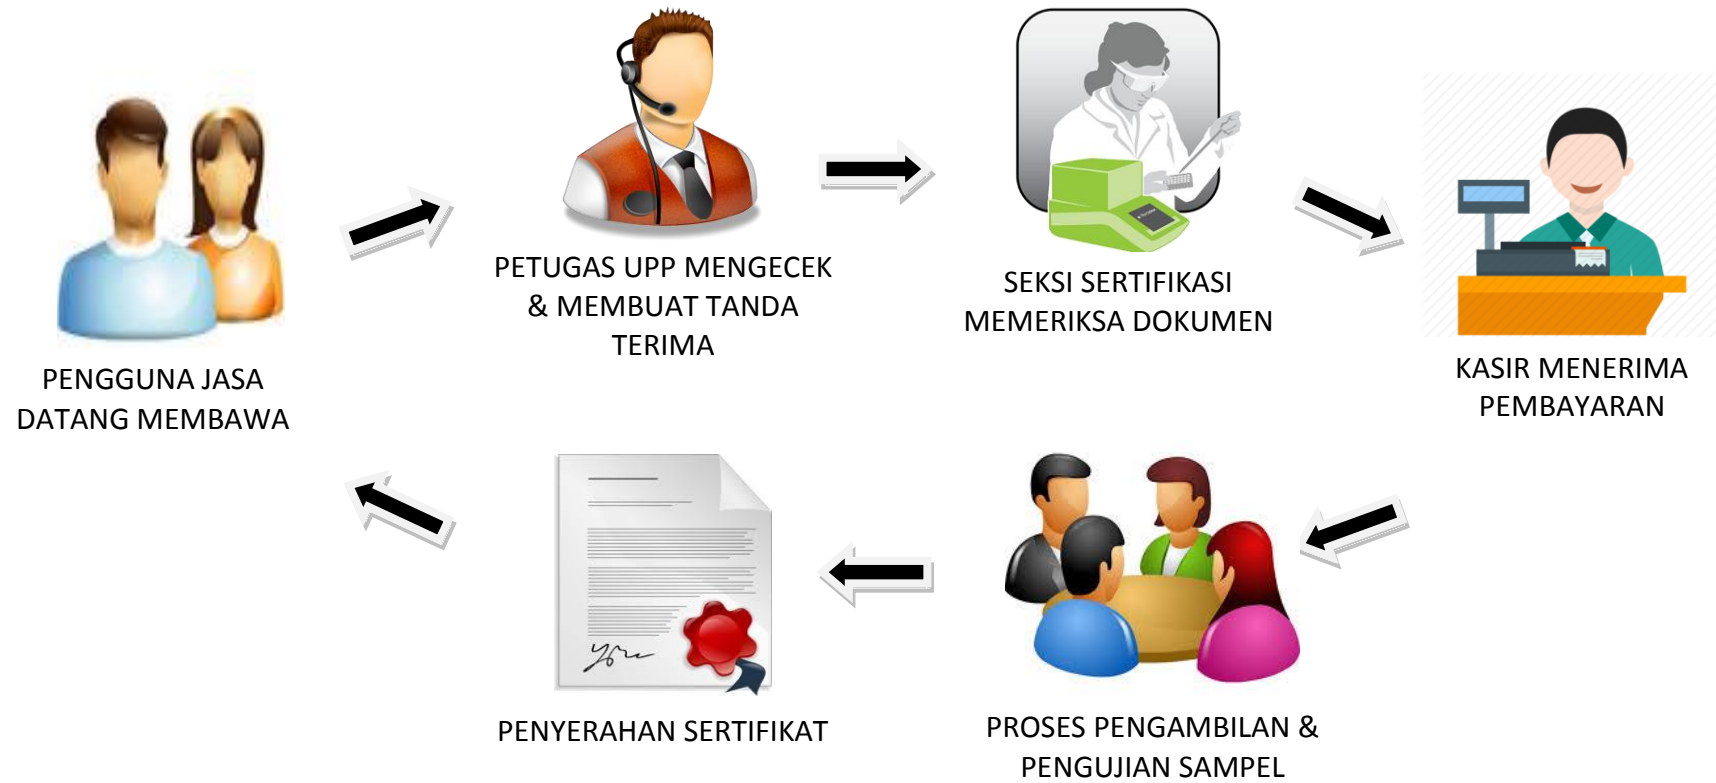 PENGGUNA JASA
DATANG MEMBAWA
PETUGAS UPP MENGECEK
& MEMBUAT TANDA
TERIMA
SEKSI SERTIFIKASI
MEMERIKSA DOKUMEN
KASIR MENERIMA
PEMBAYARAN
PROSES PENGAMBILAN &
PENGUJIAN SAMPEL
PENYERAHAN SERTIFIKAT